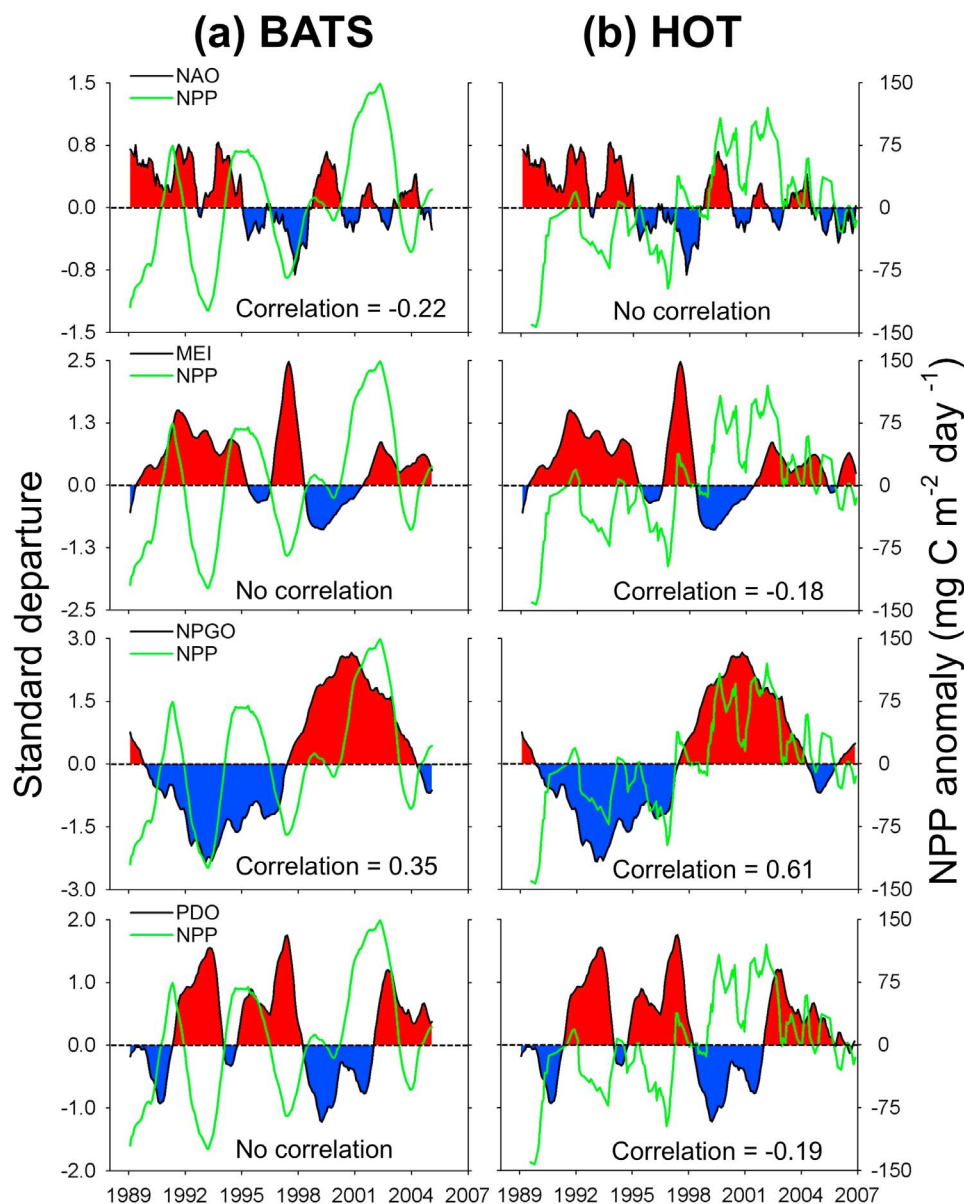 (a) BATS
(b) HOT
NAO
NPP
1.5
0.8
0.0
-0.8
-1.5
Correlation = -0.22
No correlation
150
75
0
-75
-150
MEI
NPP
2.5
1.3
0.0
-1.3
-2.5
No correlation
Correlation = -0.18
150
75
0
-75
-150
NPGO
NPP
3.0
1.5
0.0
-1.5
-3.0
Correlation = 0.35
Correlation = 0.61
150
75
0
-75
-150
PDO
NPP
2.0
1.0
0.0
-1.0
-2.0
No correlation
Correlation = -0.19
150
75
0
-75
-150
1989 1992 1995 1998 2001 2004 2007
1989 1992 1995 1998 2001 2004 2007
Standard departure
NPP anomaly (mg C m⁻² day ⁻¹)